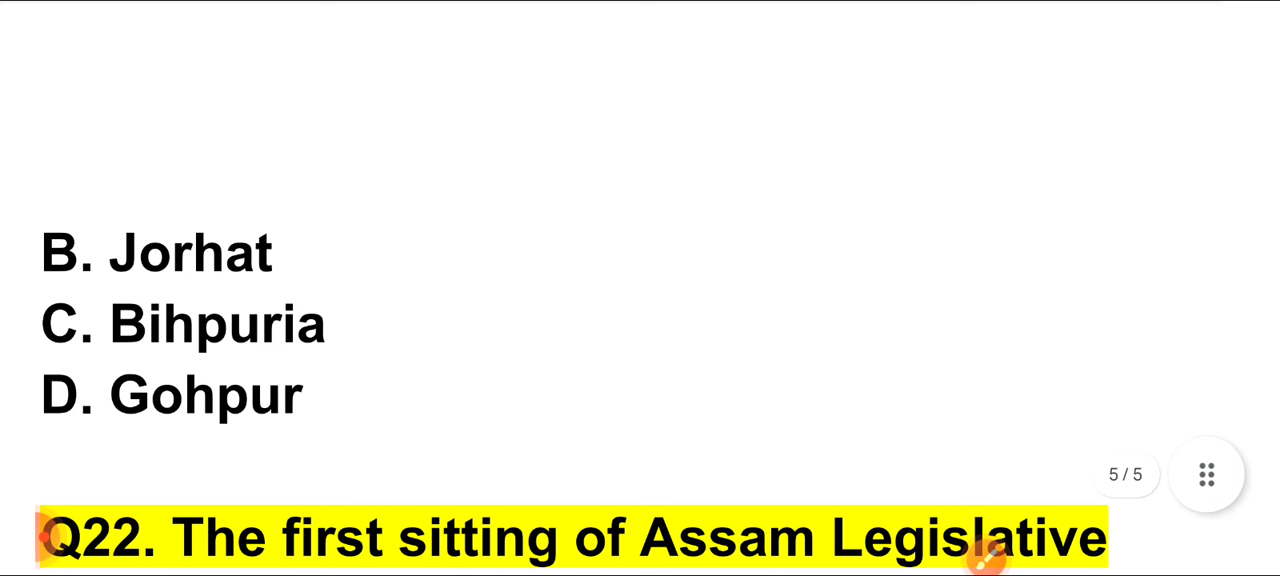 B. Jorhat
C. Bihpuria
D. Gohpur
5 / 5
Q22. The first sitting of Assam Legislative